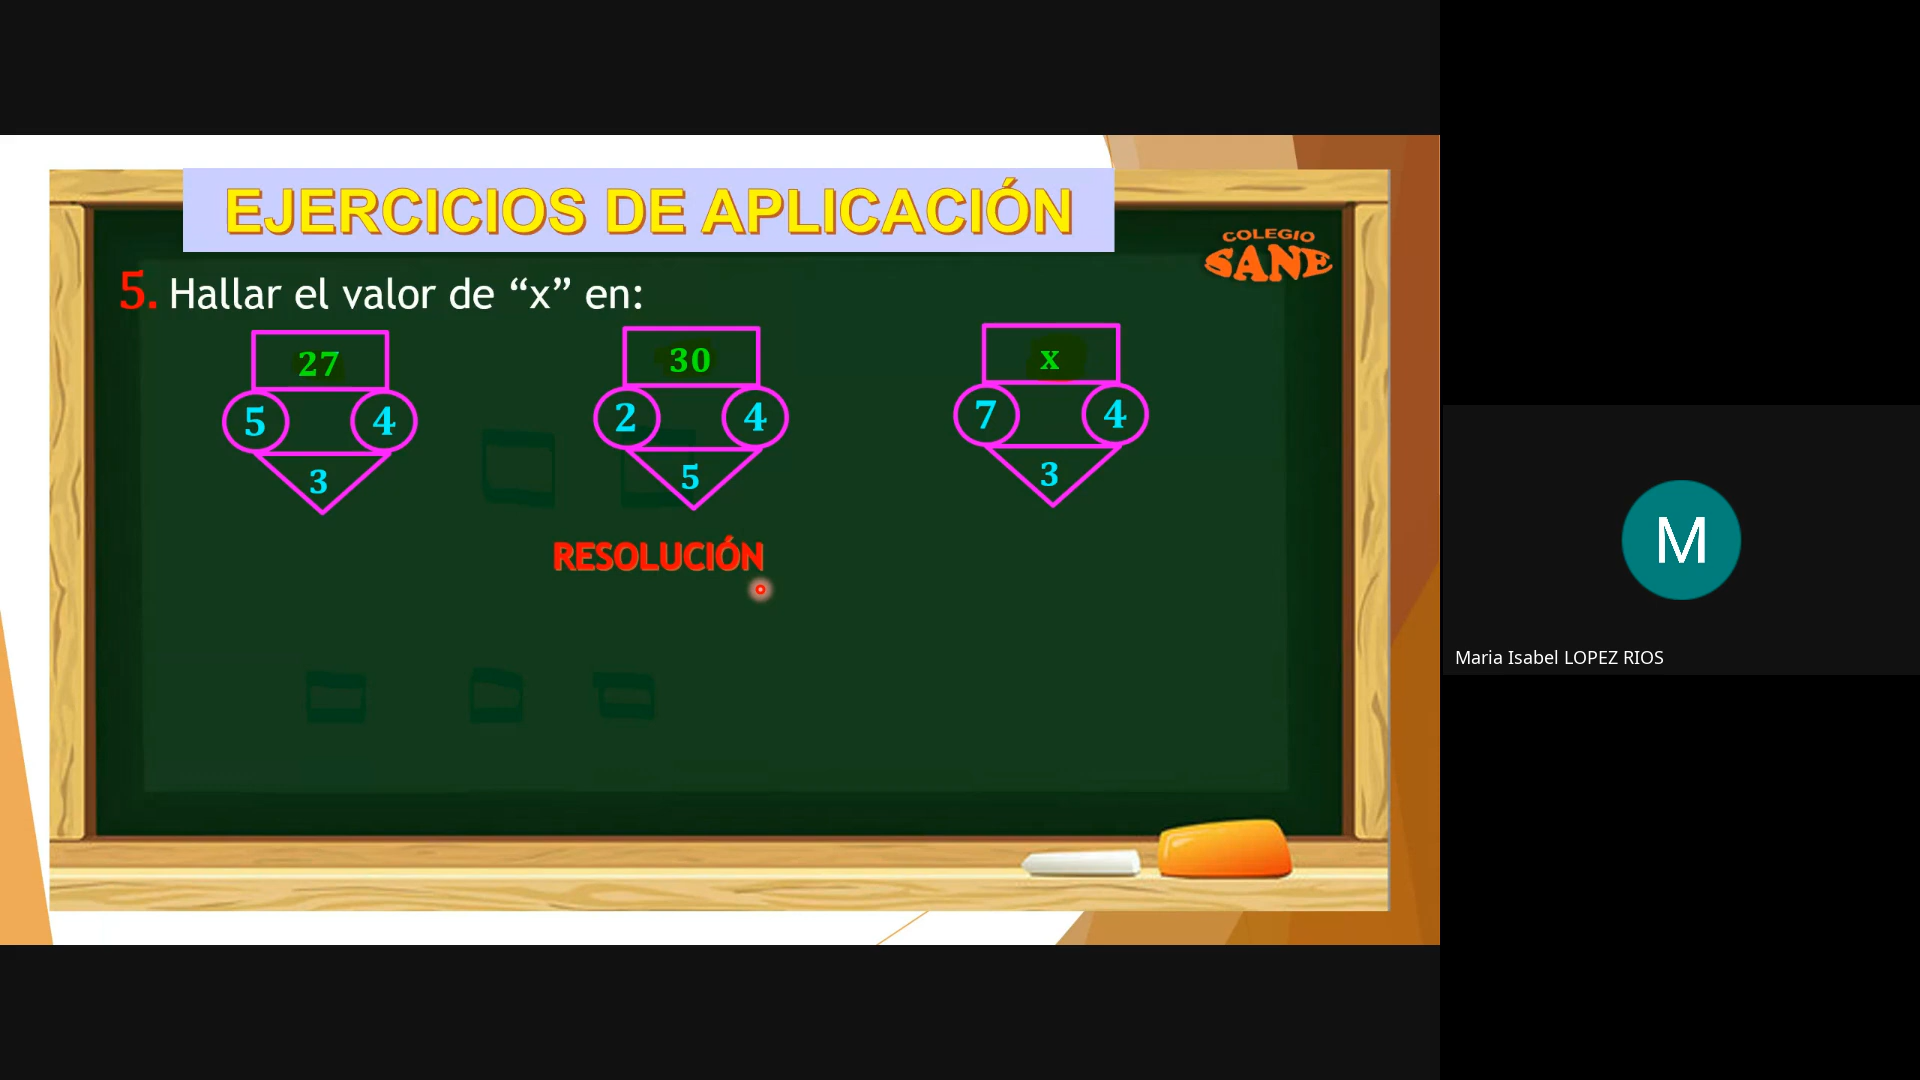 EJERCICIOS DE APLICACIÓN
COLEGIO
SANE
5. Hallar el valor de “x” en:
27 30 x
5 4 2 4 7 4
3 5 3
RESOLUCIÓN
M
Maria Isabel LOPEZ RIOS